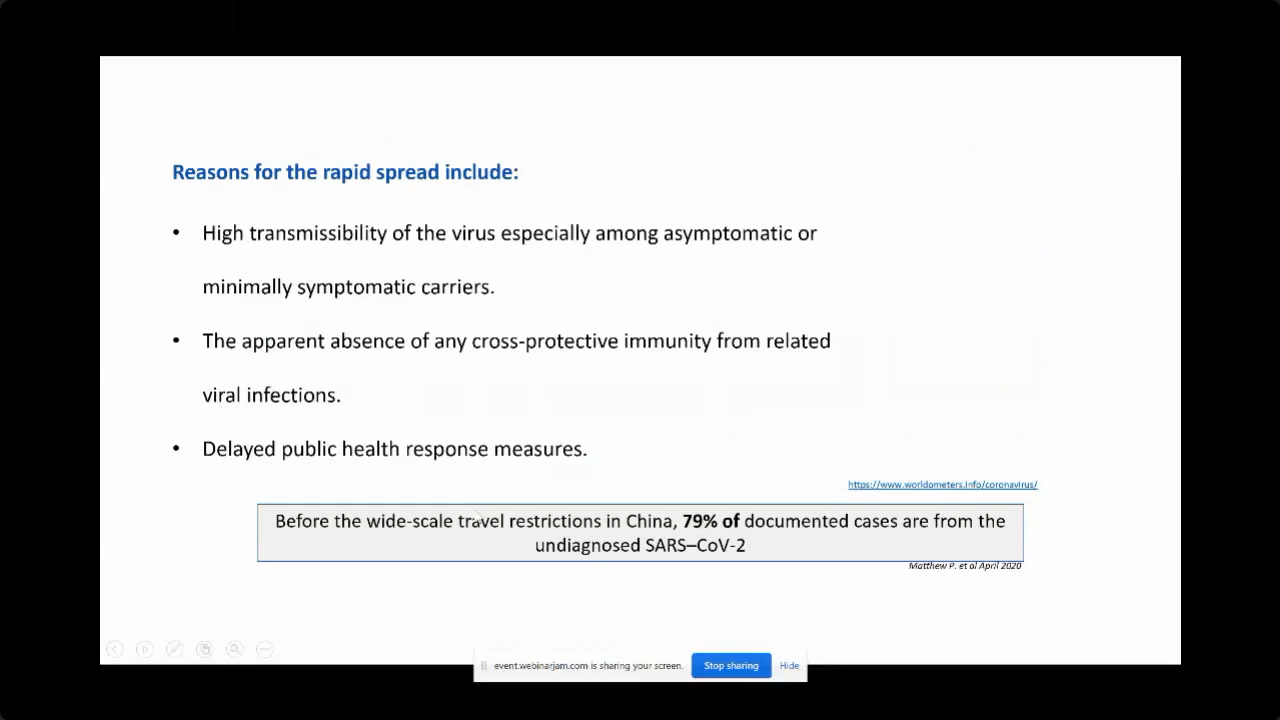 Reasons for the rapid spread include:
• High transmissibility of the virus especially among asymptomatic or
minimally symptomatic carriers.
• The apparent absence of any cross-protective immunity from related
viral infections.
• Delayed public health response measures.
https://www.worldometers.info/coronavirus/
Before the wide-scale travel restrictions in China, 79% of documented cases are from the
undiagnosed SARS–CoV-2
Matthew P. et al April 2020
event.webinarjam.com is sharing your screen. Stop sharing Hide